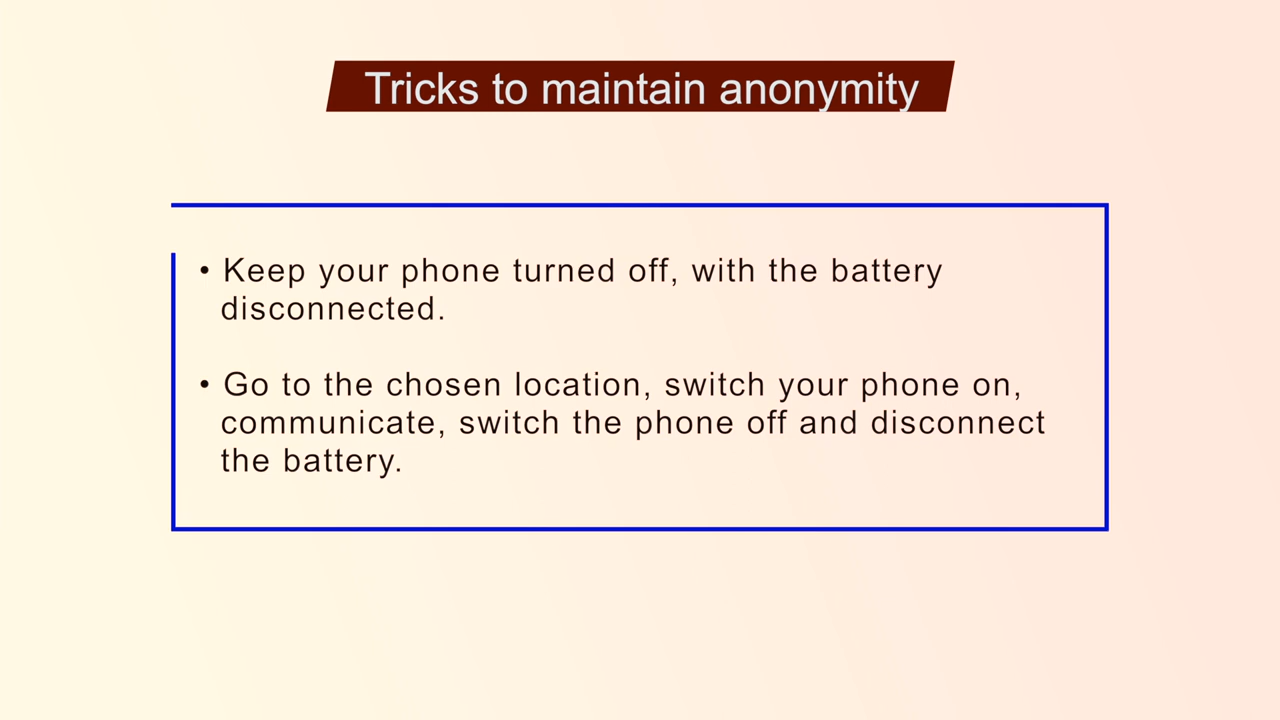 Tricks to maintain anonymity
• Keep your phone turned off, with the battery
disconnected.
• Go to the chosen location, switch your phone on,
communicate, switch the phone off and disconnect
the battery.